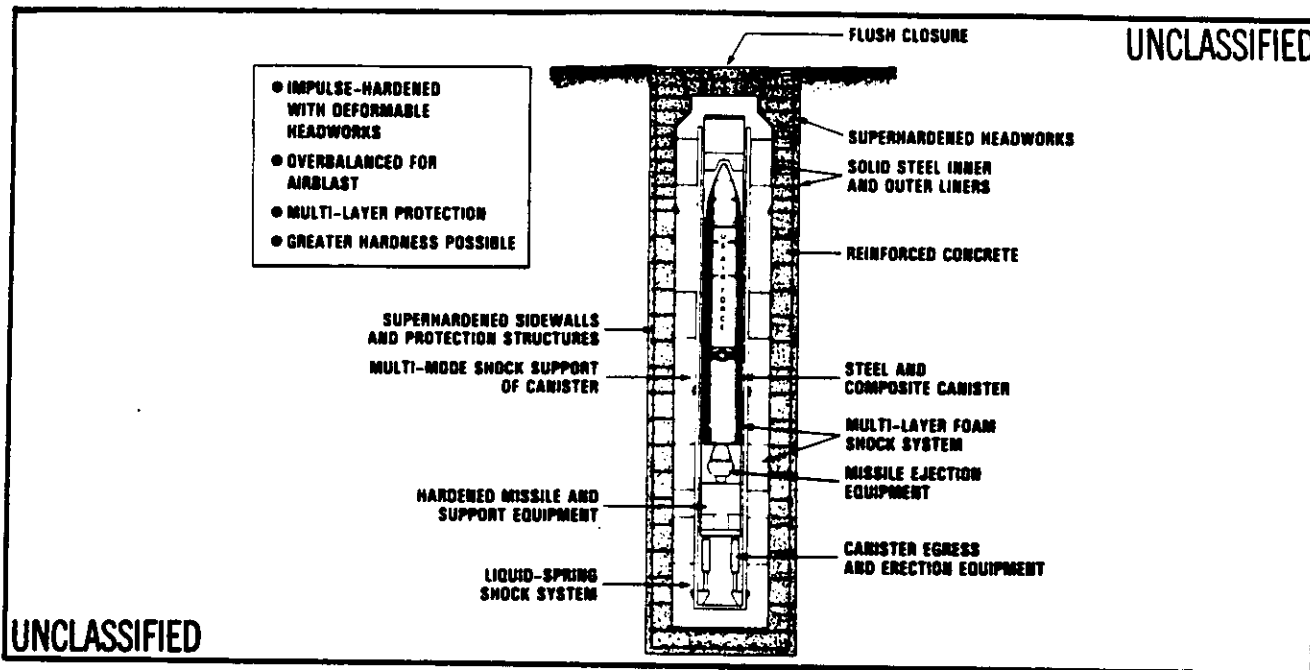 UNCLASSIFIED
FLUSH CLOSURE
● IMPULSE-HARDENED
WITH DEFORMABLE
HEADWORKS
● OVERBALANCED FOR
AIRBLAST
● MULTI-LAYER PROTECTION
● GREATER HARDNESS POSSIBLE
SUPERHARDENED HEADWORKS
SOLID STEEL INNER
AND OUTER LINERS
REINFORCED CONCRETE
SUPERHARDENED SIDEWALLS
AND PROTECTION STRUCTURES
MULTI-MODE SHOCK SUPPORT
OF CANISTER
STEEL AND
COMPOSITE CANISTER
MULTI-LAYER FOAM
SHOCK SYSTEM
MISSILE EJECTION
EQUIPMENT
HARDENED MISSILE AND
SUPPORT EQUIPMENT
CANISTER EGRESS
AND ERECTION EQUIPMENT
LIQUID-SPRING
SHOCK SYSTEM
UNCLASSIFIED